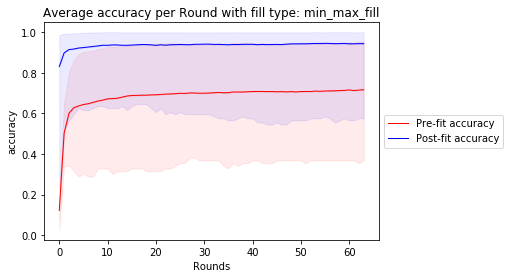 Average accuracy per Round with fill type: min_max_fill
1.0
0.8
0.6
0.4
0.2
0.0
accuracy
0 10 20 30 40 50 60
Rounds
Pre-fit accuracy
Post-fit accuracy